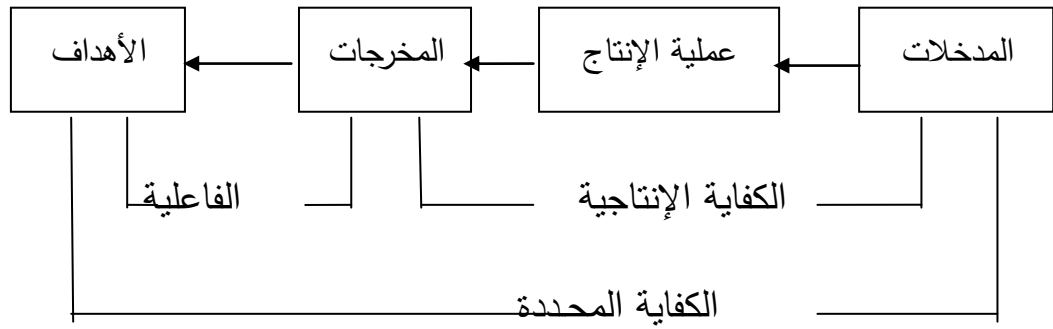 المدخلات
عملية الإنتاج
المخرجات
الأهداف
الكفاية الإنتاجية
الفاعلية
الكفاية المحددة